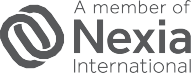 A member of
Nexia
International